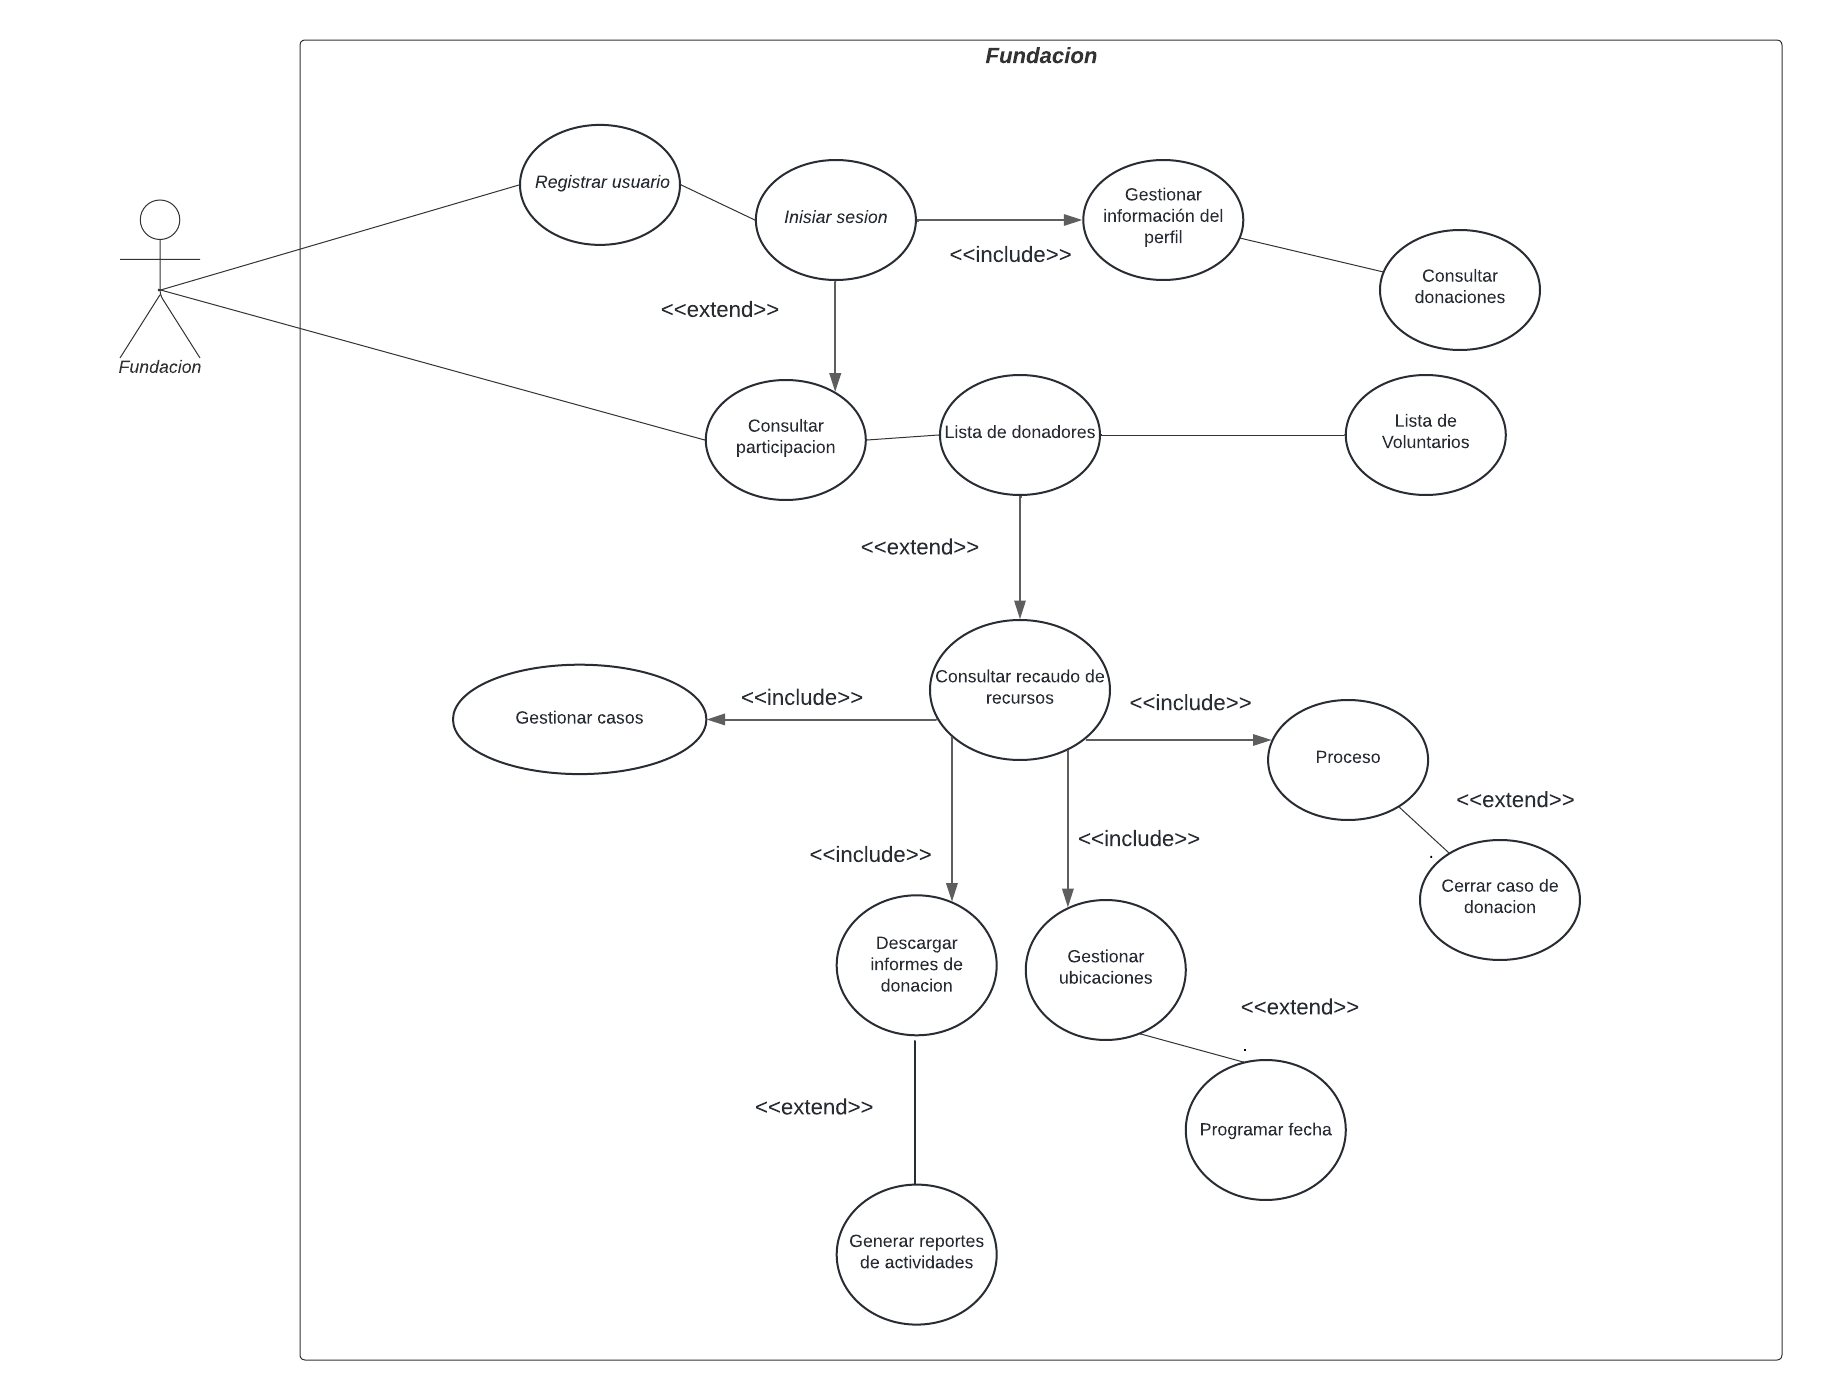 Fundacion
Registrar usuario
Inisiar sesion
Gestionar
información del
perfil
<<include>>
Consultar
donaciones
<<extend>>
Fundacion
Consultar
participacion
Lista de donadores
Lista de
Voluntarios
<<extend>>
Consultar recaudo de
recursos
<<include>>
<<include>>
Gestionar casos
Proceso
<<extend>>
<<include>>
<<include>>
Cerrar caso de
donacion
Descargar
informes de
donacion
Gestionar
ubicaciones
<<extend>>
<<extend>>
Programar fecha
Generar reportes
de actividades